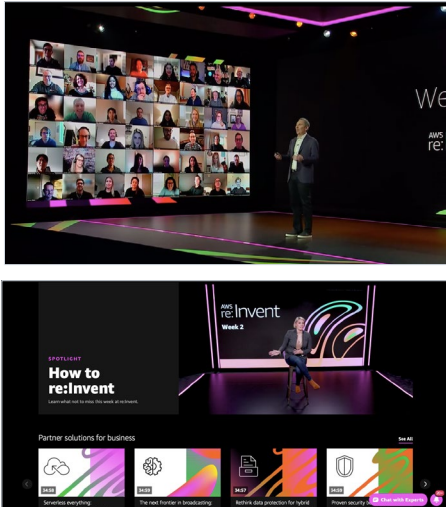 We
AWS
re:
AWS
re:Invent
Week 2
SPOTLIGHT
How to
re:Invent
Learn what not to miss this week at re:Invent.
Partner solutions for business
See All
34:58
34:59
34:57
34:59
Serverless everything:
The next frontier in broadcasting:
Rethink data protection for hybrid
Proven security
Chat with Experts